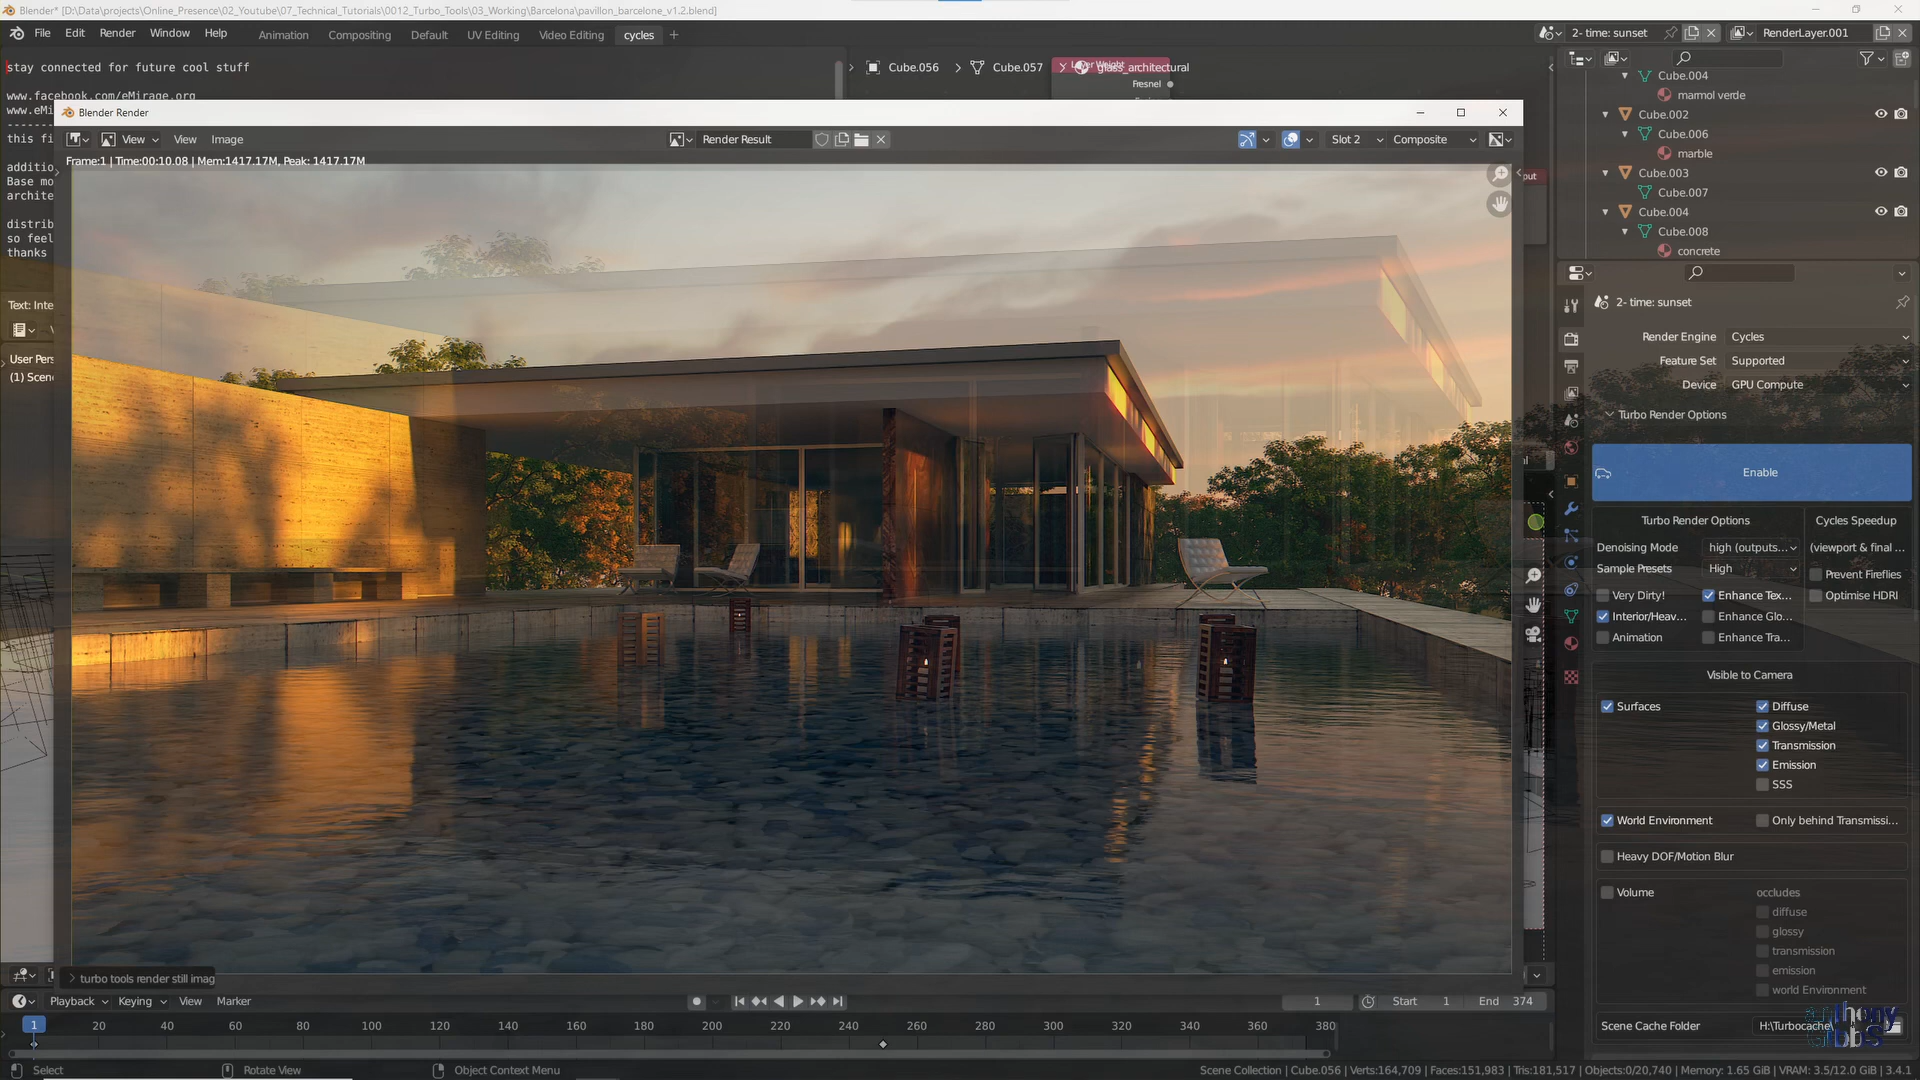 Blender* [D:\Data\projects\Online_Presence\02_Youtube\07_Technical_Tutorials\0012_Turbo_Tools\03_Working\Barcelona\pavillon_barcelone_v1.2.blend]
File Edit Render Window Help Animation Compositing Default UV Editing Video Editing cycles + 2- time: sunset RenderLayer.001
stay connected for future cool stuff
Cube.056 > Cube.057 > glass_architectural
Fresnel
www.facebook.com/eMirage.org
www.eMi
this fi
additio
Base mo
archite
distrib
so feel
thanks
Text: Inte
User Pers
(1) Scene
Blender Render
View View Image Render Result Slot 2 Composite
Frame:1 | Time:00:10.08 | Mem:1417.17M, Peak: 1417.17M
turbo tools render still imag
Cube.004
marmol verde
Cube.002
Cube.006
marble
Cube.003
Cube.007
Cube.004
Cube.008
concrete
2- time: sunset
Render Engine Cycles
Feature Set Supported
Device GPU Compute
Turbo Render Options
Enable
Turbo Render Options Cycles Speedup
Denoising Mode high (outputs... (viewport & final ...
Sample Presets High Prevent Fireflies
Very Dirty! Enhance Tex... Optimise HDRI
Interior/Heav... Enhance Glo...
Animation Enhance Tra...
Visible to Camera
Surfaces Diffuse
Glossy/Metal
Transmission
Emission
SSS
World Environment Only behind Transmissi...
Heavy DOF/Motion Blur
Volume occludes
diffuse
glossy
transmission
emission
world Environment
Scene Cache Folder H:\Turbocache\
Playback Keying View Marker 1 Start 1 End 374
1 20 40 60 80 100 120 140 160 180 200 220 240 260 280 300 320 340 360 380
Select Rotate View Object Context Menu Scene Collection | Cube.056 | Verts:164,709 | Faces:151,983 | Tris:181,517 | Objects:0/20,740 | Memory: 1.65 GiB | VRAM: 3.5/12.0 GiB | 3.4.1